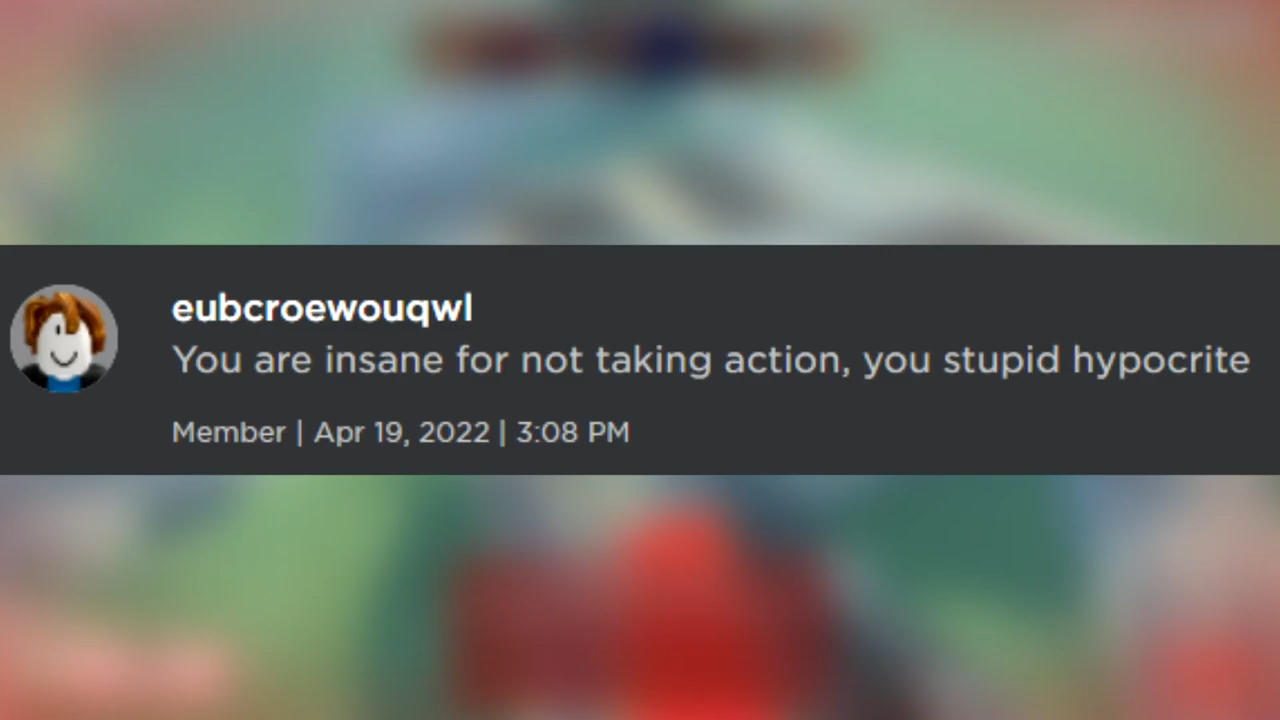 eubcroewouqwl
You are insane for not taking action, you stupid hypocrite
Member | Apr 19, 2022 | 3:08 PM